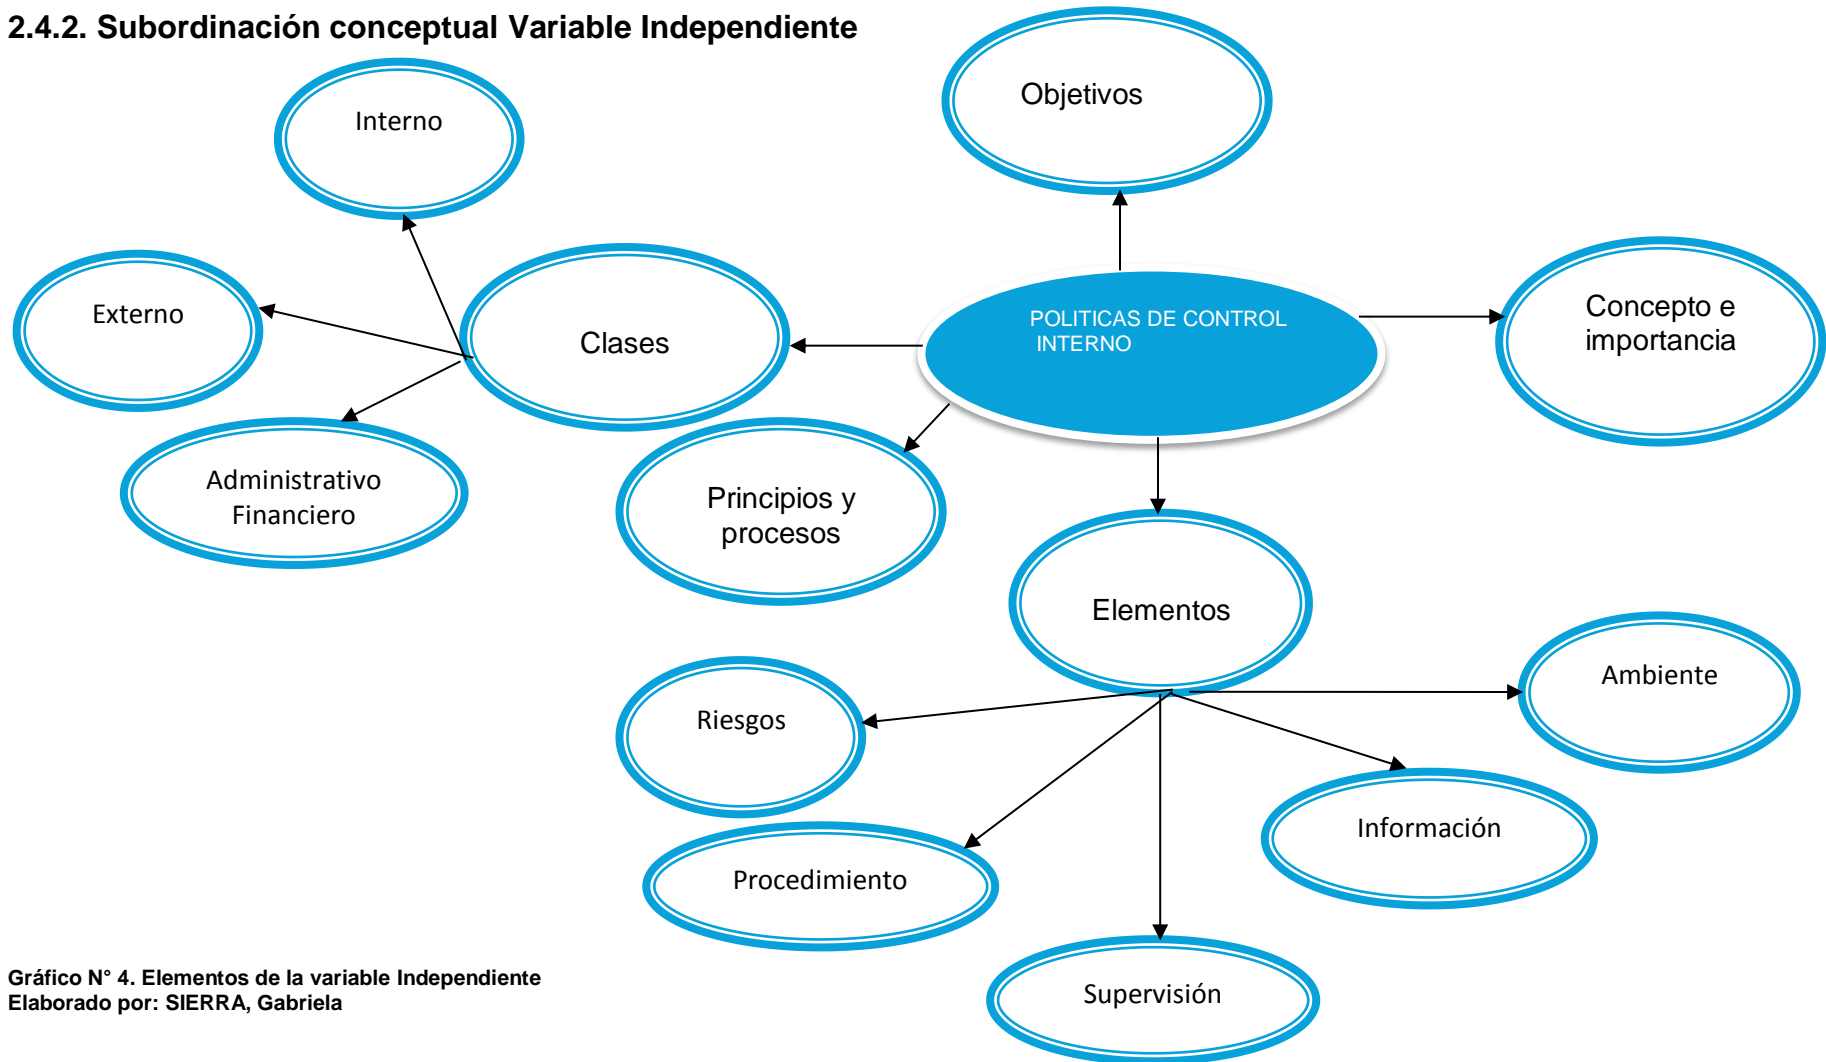 2.4.2. Subordinación conceptual Variable Independiente
Objetivos
Interno
Externo
Clases
POLITICAS DE CONTROL
INTERNO
Concepto e
importancia
Administrativo
Financiero
Principios y
procesos
Elementos
Ambiente
Riesgos
Información
Procedimiento
Supervisión
Gráfico N° 4. Elementos de la variable Independiente
Elaborado por: SIERRA, Gabriela